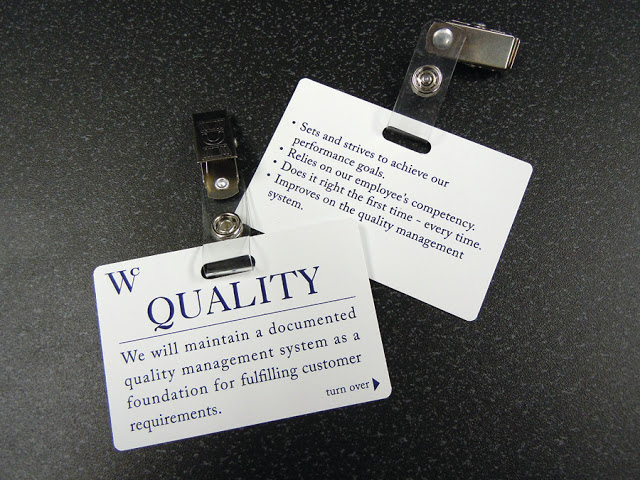 Wc
QUALITY
We will maintain a documented
quality management system as a
foundation for fulfilling customer
requirements.
turn over
• Sets and strives to achieve our
performance goals.
• Relies on our employee's competency.
• Does it right the first time - every time.
• Improves on the quality management
system.